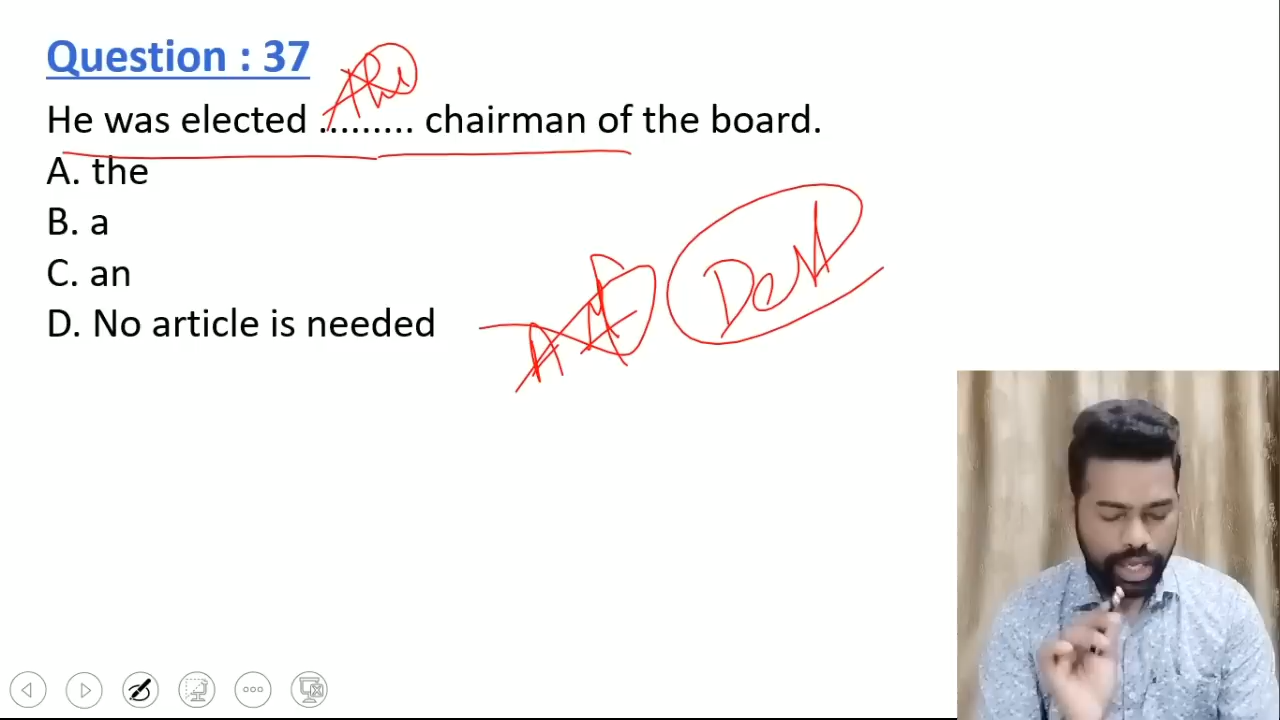 Question : 37
He was elected ......... chairman of the board.
A. the
B. a
C. an
D. No article is needed